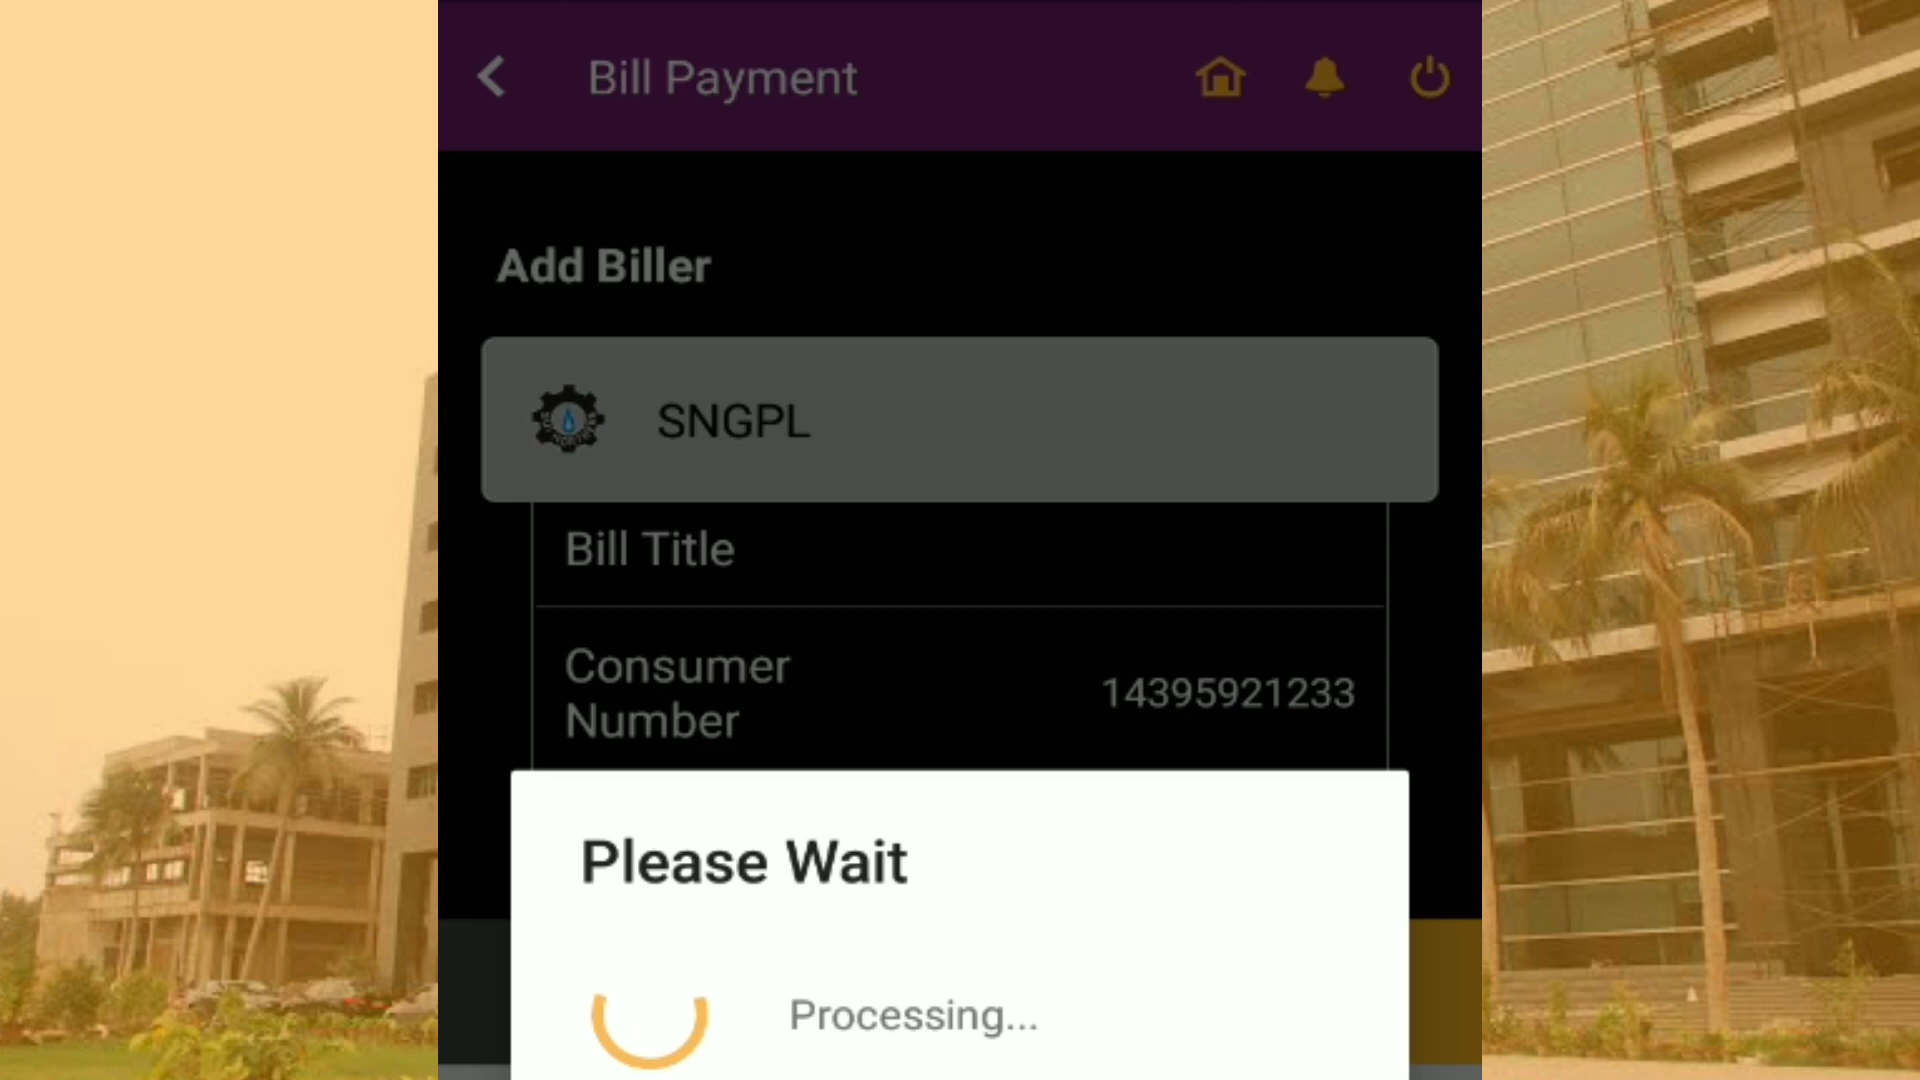 Bill Payment
Add Biller
SNGPL
Bill Title
Consumer
Number
14395921233
Please Wait
Processing...